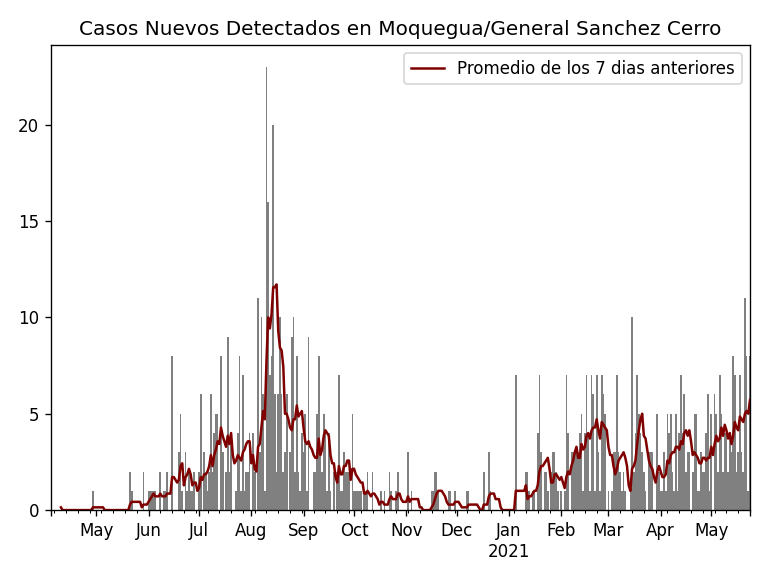 Casos Nuevos Detectados en Moquegua/General Sanchez Cerro
Promedio de los 7 dias anteriores
20
15
10
5
0
May Jun Jul Aug Sep Oct Nov Dec Jan Feb Mar Apr May
2021